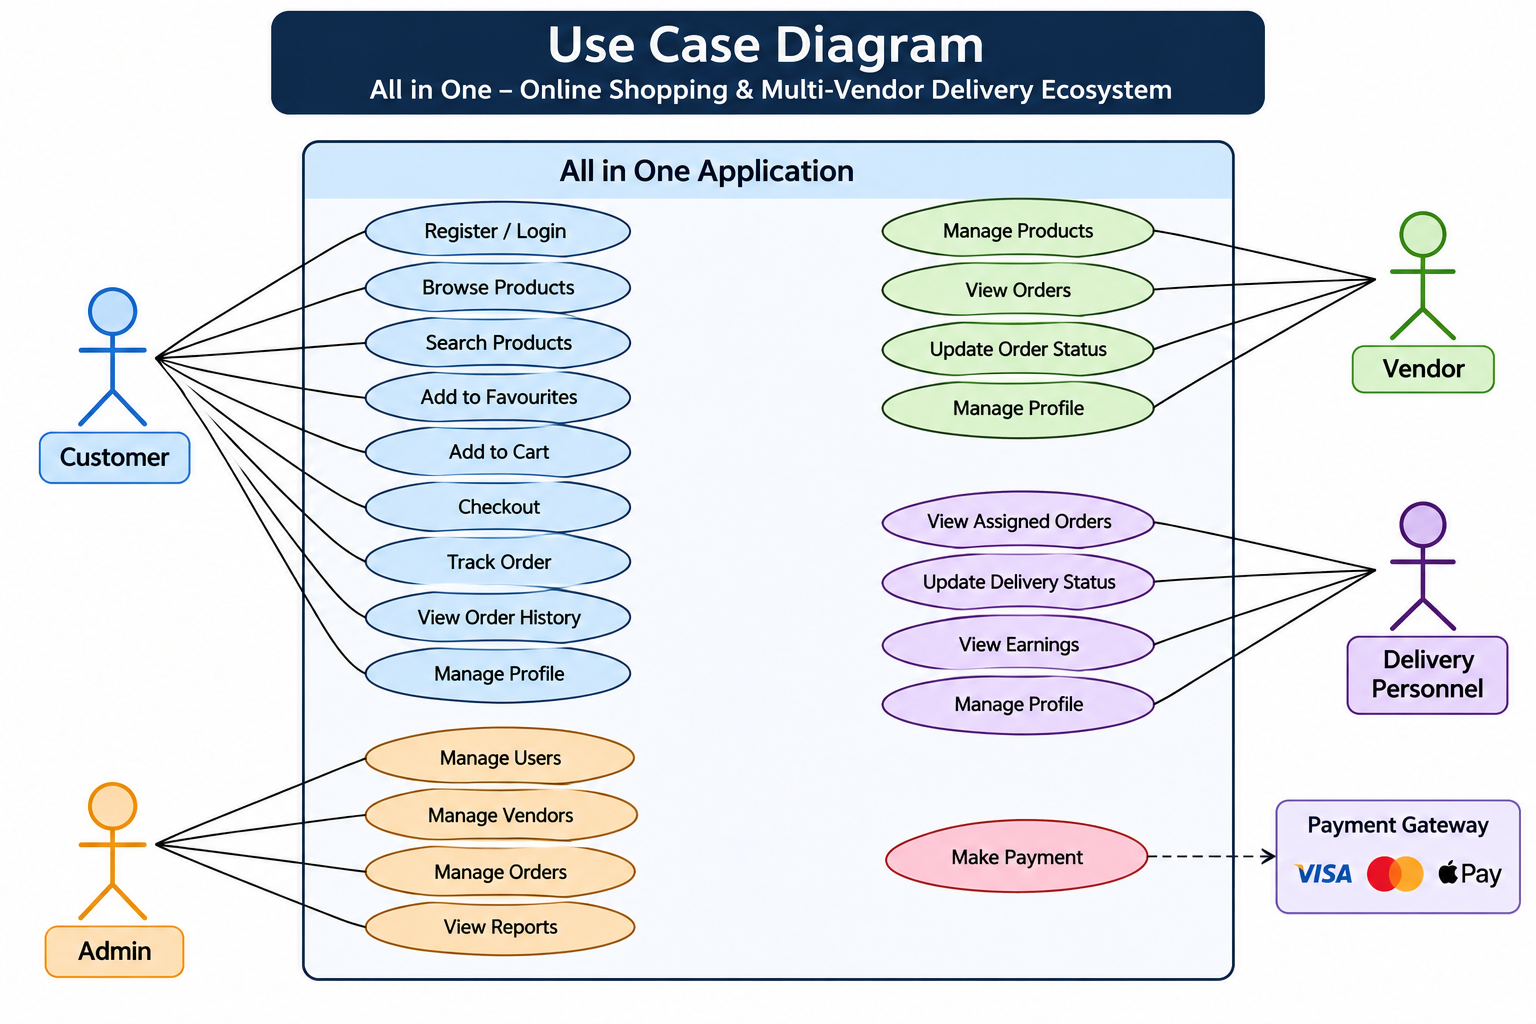 Use Case Diagram
All in One – Online Shopping & Multi-Vendor Delivery Ecosystem
All in One Application
Register / Login
Browse Products
Search Products
Add to Favourites
Add to Cart
Checkout
Track Order
View Order History
Manage Profile
Customer
Manage Users
Manage Vendors
Manage Orders
View Reports
Admin
Manage Products
View Orders
Update Order Status
Manage Profile
Vendor
View Assigned Orders
Update Delivery Status
View Earnings
Manage Profile
Delivery
Personnel
Make Payment
Payment Gateway
VISA
Pay